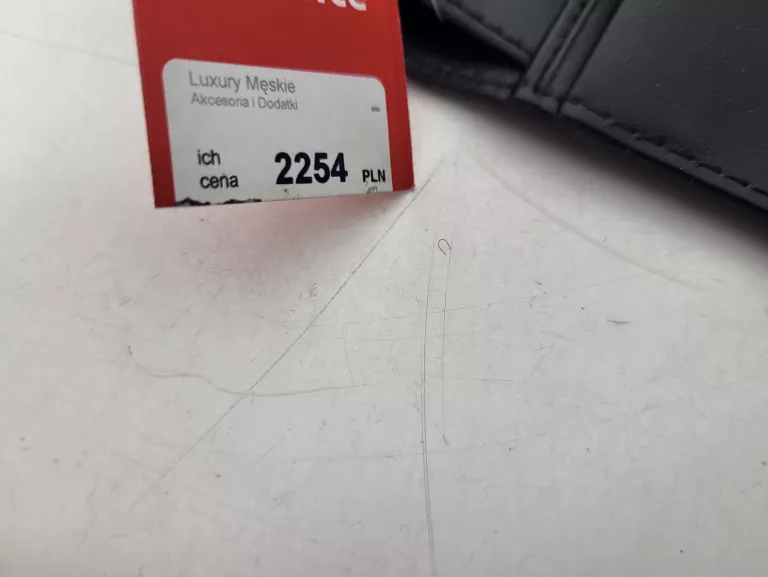 Luxury Męskie
Akcesoria i Dodatki
ich
cena
2254 PLN